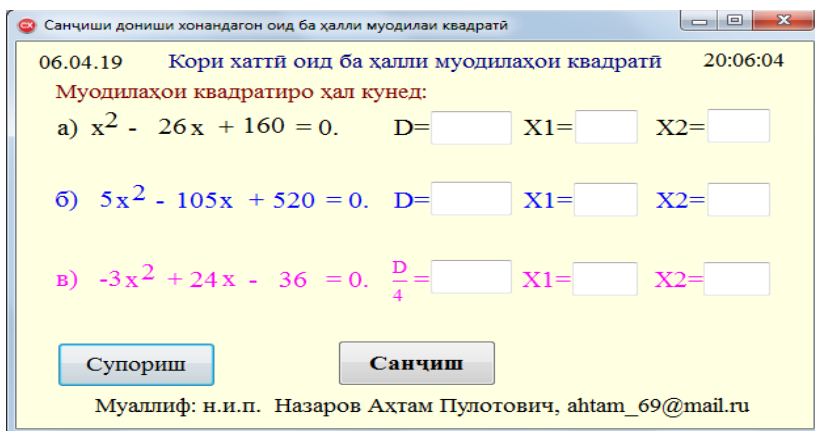 Санҷиши дониши хонандагон оид ба ҳалли муодилаи квадратӣ
06.04.19 Кори хаттӣ оид ба ҳалли муодилаҳои квадратӣ 20:06:04
Муодилаҳои квадратиро ҳал кунед:
а) x² - 26x + 160 = 0. D= X1= X2=
б) 5x² - 105x + 520 = 0. D= X1= X2=
в) -3x² + 24x - 36 = 0. D/4= X1= X2=
Супориш Санҷиш
Муаллиф: н.и.п. Назаров Аҳтам Пулотович, ahtam_69@mail.ru